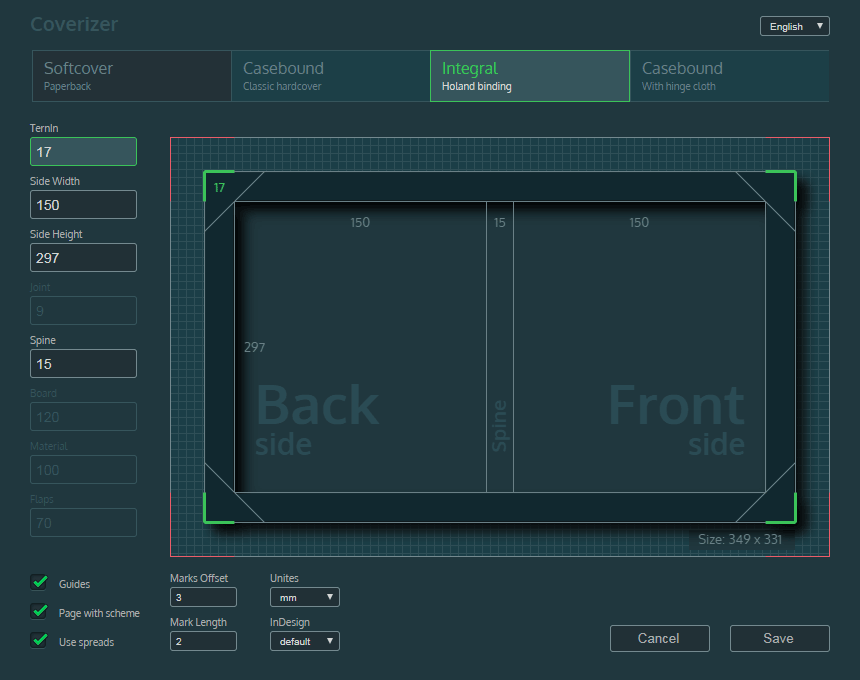 Coverizer
English
Softcover
Paperback
Casebound
Classic hardcover
Integral
Holand binding
Casebound
With hinge cloth
TernIn
17
Side Width
150
Side Height
297
Joint
9
Spine
15
Board
120
Material
100
Flaps
70
17
150
15
150
297
Back
side
Spine
Front
side
Size: 349 x 331
Guides
Page with scheme
Use spreads
Marks Offset
3
Mark Length
2
Unites
mm
InDesign
default
Cancel
Save